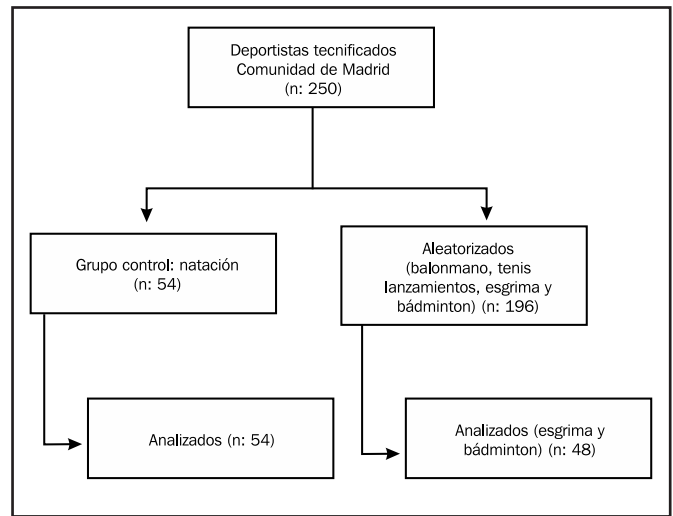 Deportistas tecnificados
Comunidad de Madrid
(n: 250)
Grupo control: natación
(n: 54)
Aleatorizados
(balonmano, tenis
lanzamientos, esgrima y
bádminton) (n: 196)
Analizados (n: 54)
Analizados (esgrima y
bádminton) (n: 48)